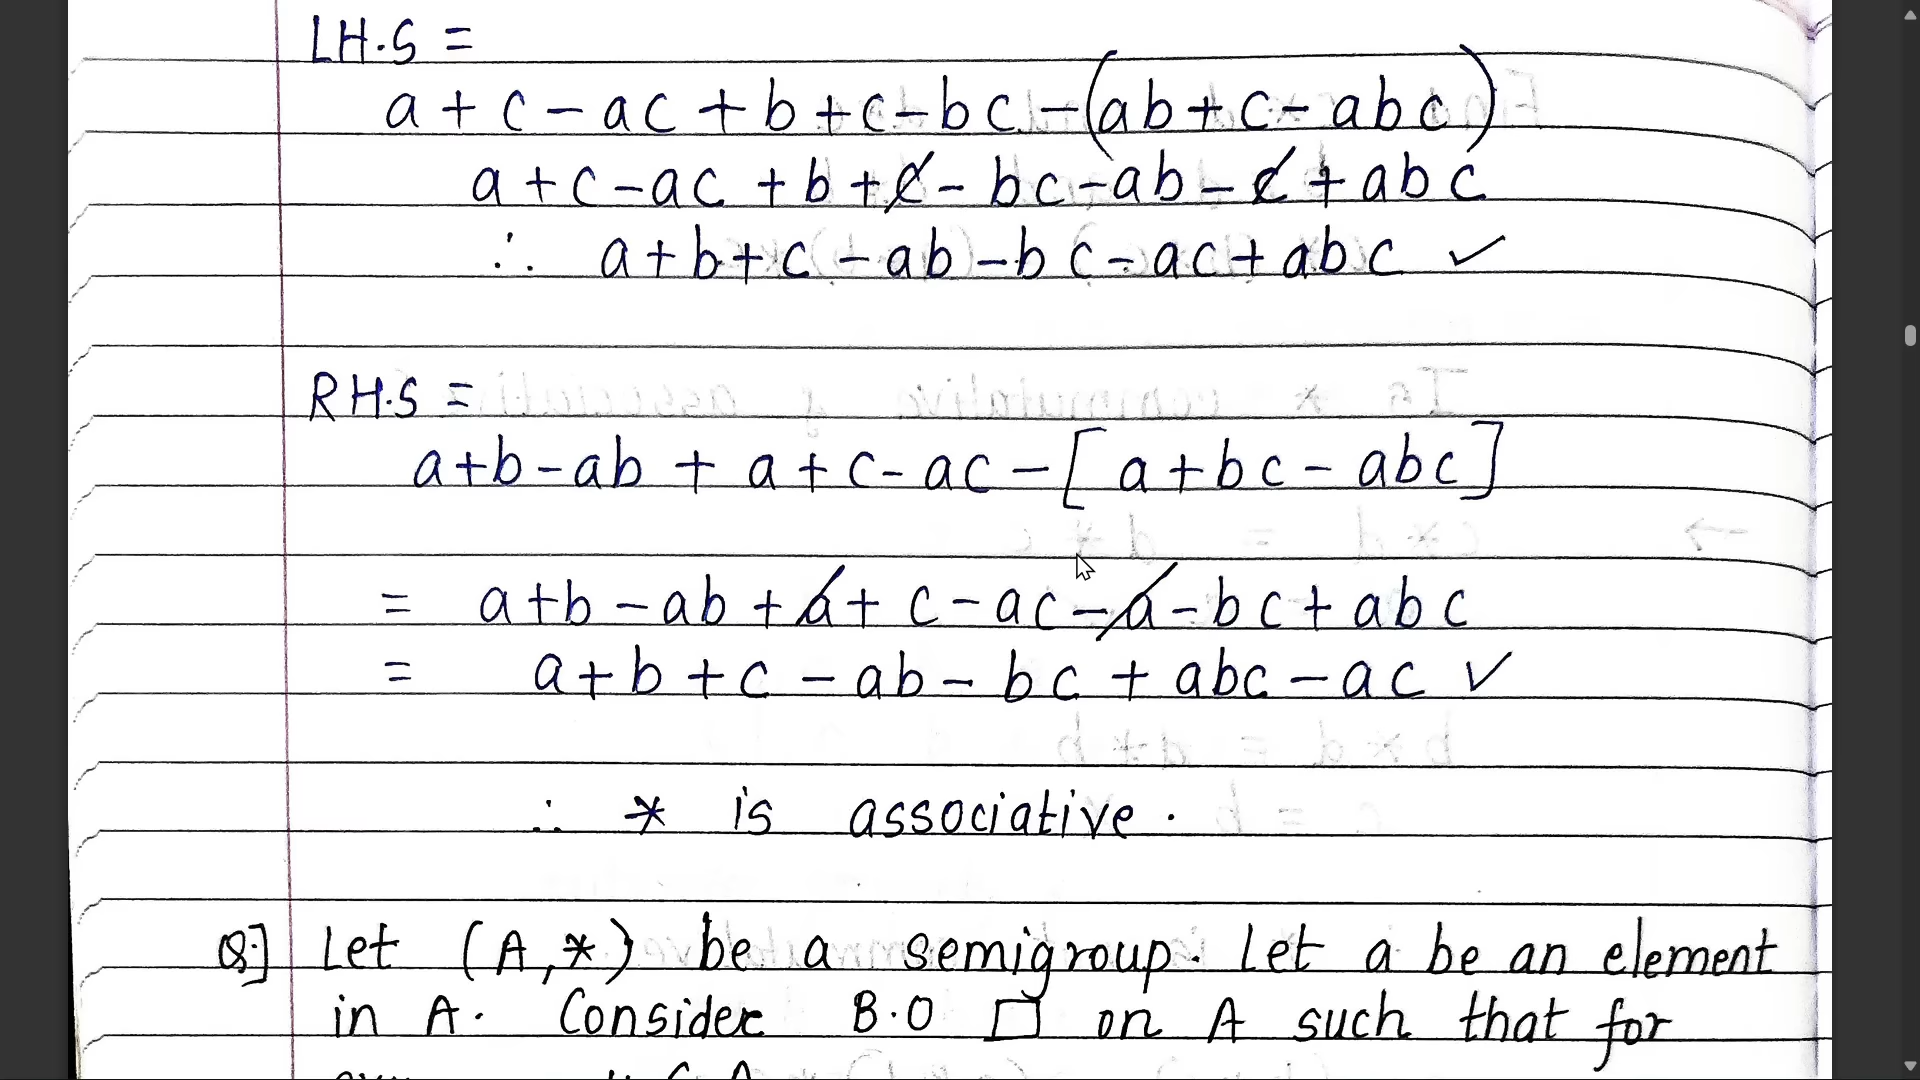 LH.S =
a + c - ac + b + c - bc - (ab + c - abc)
a + c - ac + b + c - bc - ab - c + abc
∴ a + b + c - ab - bc - ac + abc ✓
RH.S =
a + b - ab + a + c - ac - [a + bc - abc]
= a + b - ab + a + c - ac - a - bc + abc
= a + b + c - ab - bc + abc - ac ✓
∴ * is associative.
Q] Let (A, *) be a semigroup. Let a be an element
in A. Consider B.O □ on A such that for